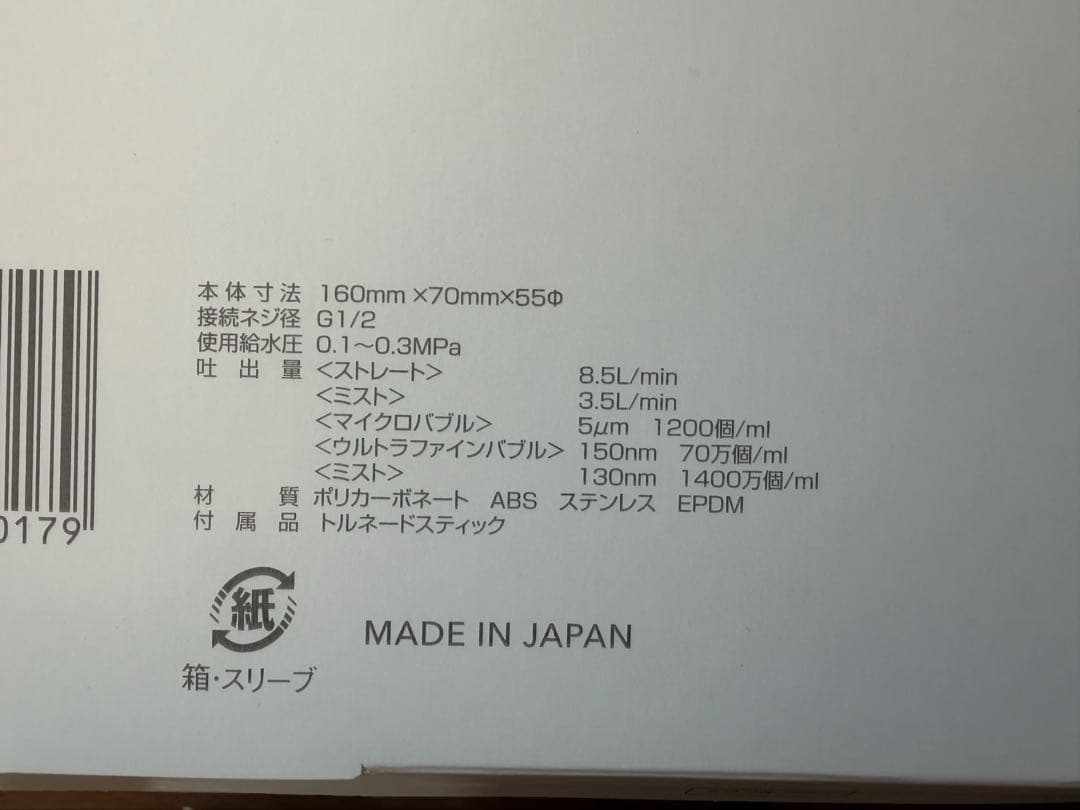 本体寸法 160mm×70mm×55Φ
接続ネジ径 G1/2
使用給水圧 0.1〜0.3MPa
吐出量 <ストレート> 8.5L/min
<ミスト> 3.5L/min
<マイクロバブル> 5μm 1200個/ml
<ウルトラファインバブル> 150nm 70万個/ml
<ミスト> 130nm 1400万個/ml
材質 ポリカーボネート ABS ステンレス EPDM
付属品 トルネードスティック
0179
紙
箱・スリーブ
MADE IN JAPAN